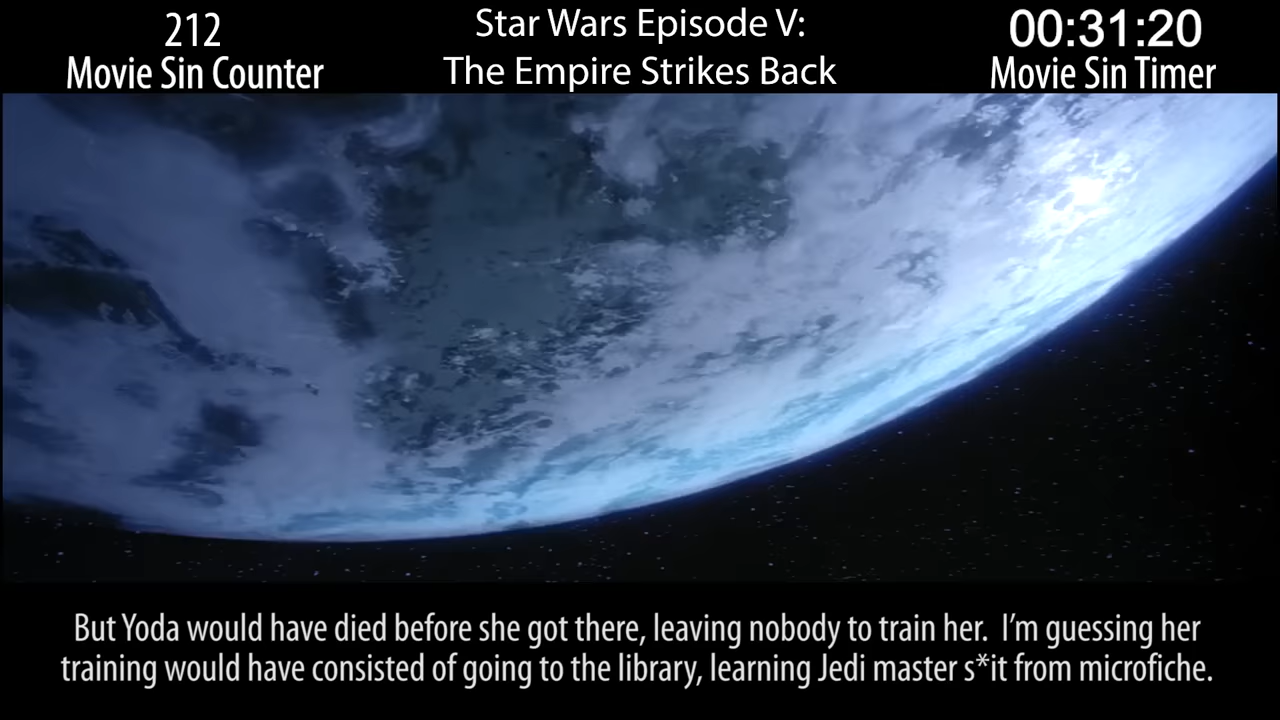 212
Movie Sin Counter
Star Wars Episode V:
The Empire Strikes Back
00:31:20
Movie Sin Timer
But Yoda would have died before she got there, leaving nobody to train her.  I'm guessing her
training would have consisted of going to the library, learning Jedi master s*it from microfiche.